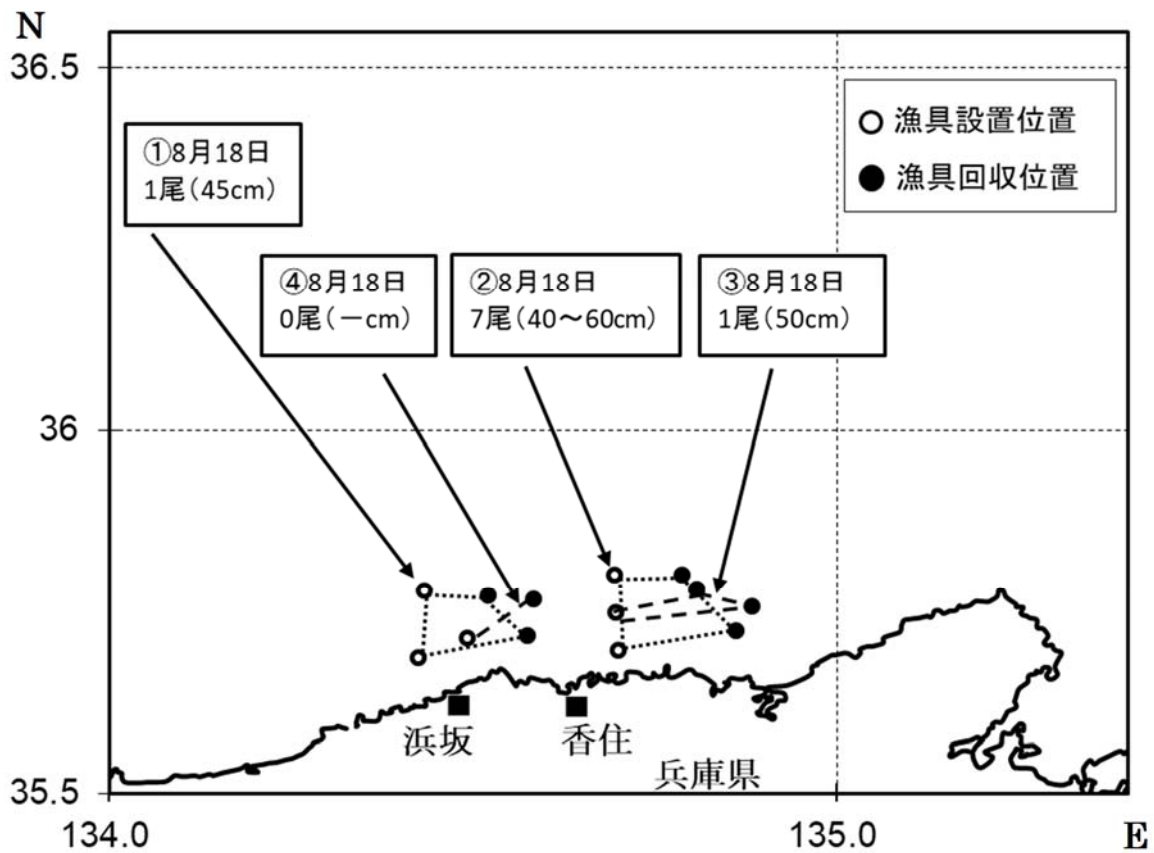 N
36.5
○ 漁具設置位置
● 漁具回収位置
①8月18日
1尾(45cm)
④8月18日
0尾(－cm)
②8月18日
7尾(40～60cm)
③8月18日
1尾(50cm)
36
浜坂
香住
兵庫県
35.5
134.0
135.0
E